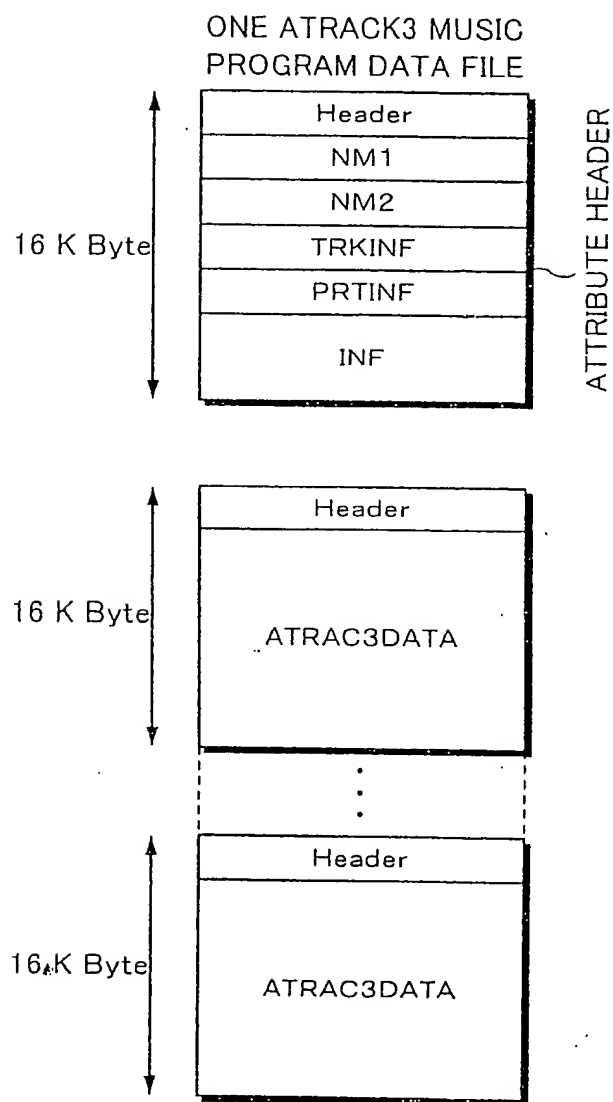 ONE ATRACK3 MUSIC
PROGRAM DATA FILE
Header
NM1
NM2
16 K Byte
TRKINF
PRTINF
INF
ATTRIBUTE HEADER
Header
16 K Byte
ATRAC3DATA
Header
16 K Byte
ATRAC3DATA